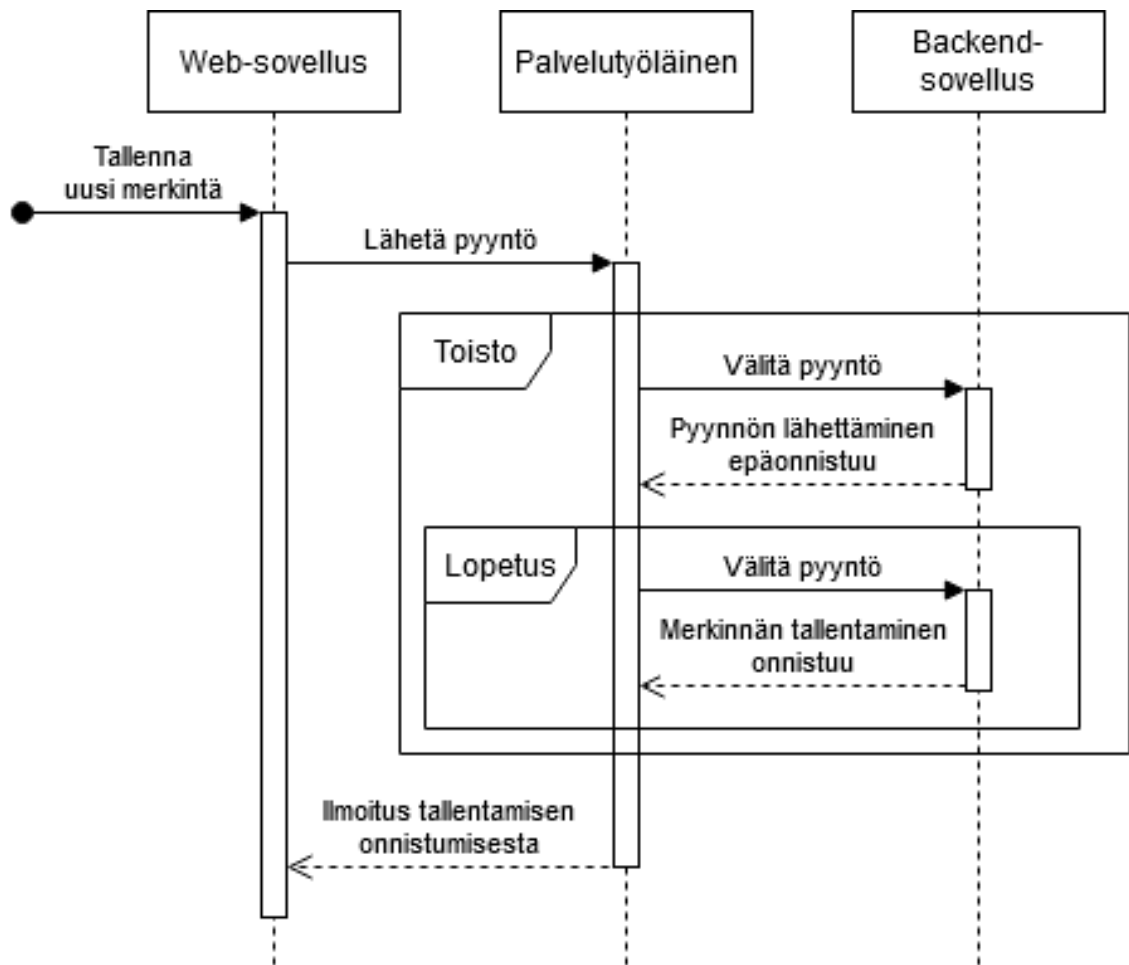 Web-sovellus
Palvelutyöläinen
Backend-
sovellus
Tallenna
uusi merkintä
Lähetä pyyntö
Toisto
Välitä pyyntö
Pyynnön lähettäminen
epäonnistuu
Lopetus
Välitä pyyntö
Merkinnän tallentaminen
onnistuu
Ilmoitus tallentamisen
onnistumisesta